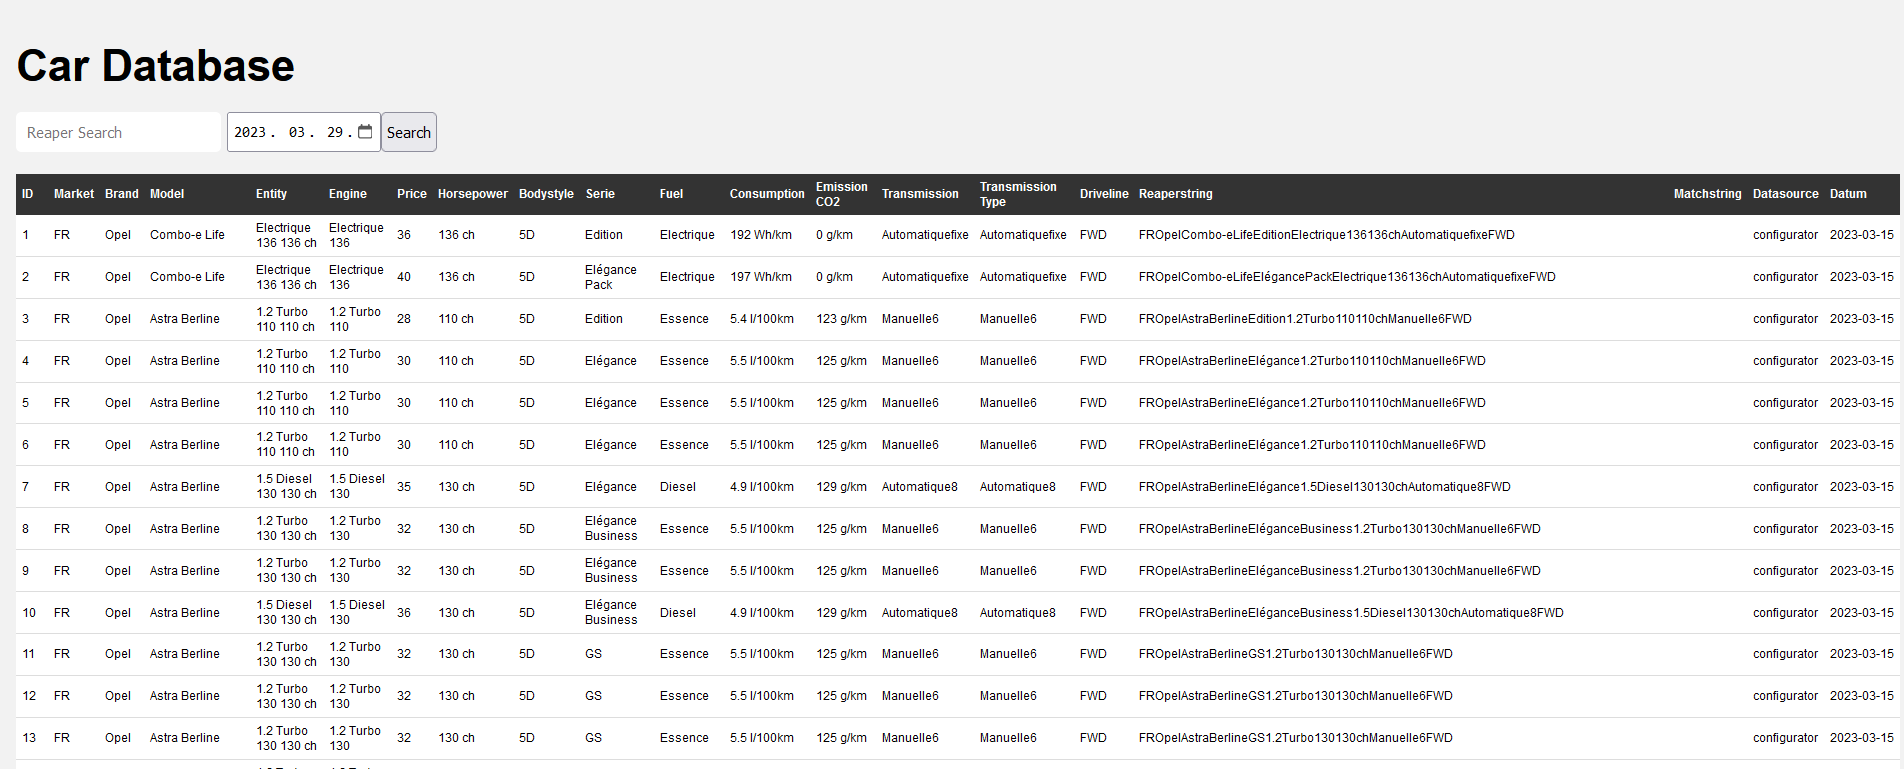 Car Database
Reaper Search 2023. 03. 29. Search
ID Market Brand Model Entity Engine Price Horsepower Bodystyle Serie Fuel Consumption Emission CO2 Transmission Transmission Type Driveline Reaperstring Matchstring Datasource Datum
1 FR Opel Combo-e Life Electrique 136 136 ch Electrique 136 36 136 ch 5D Edition Electrique 192 Wh/km 0 g/km Automatiquefixe Automatiquefixe FWD FROpelCombo-eLifeEditionElectrique136136chAutomatiquefixeFWD configurator 2023-03-15
2 FR Opel Combo-e Life Electrique 136 136 ch Electrique 136 40 136 ch 5D Elégance Pack Electrique 197 Wh/km 0 g/km Automatiquefixe Automatiquefixe FWD FROpelCombo-eLifeElégancePackElectrique136136chAutomatiquefixeFWD configurator 2023-03-15
3 FR Opel Astra Berline 1.2 Turbo 110 110 ch 1.2 Turbo 110 28 110 ch 5D Edition Essence 5.4 l/100km 123 g/km Manuelle6 Manuelle6 FWD FROpelAstraBerlineEdition1.2Turbo110110chManuelle6FWD configurator 2023-03-15
4 FR Opel Astra Berline 1.2 Turbo 110 110 ch 1.2 Turbo 110 30 110 ch 5D Elégance Essence 5.5 l/100km 125 g/km Manuelle6 Manuelle6 FWD FROpelAstraBerlineElégance1.2Turbo110110chManuelle6FWD configurator 2023-03-15
5 FR Opel Astra Berline 1.2 Turbo 110 110 ch 1.2 Turbo 110 30 110 ch 5D Elégance Essence 5.5 l/100km 125 g/km Manuelle6 Manuelle6 FWD FROpelAstraBerlineElégance1.2Turbo110110chManuelle6FWD configurator 2023-03-15
6 FR Opel Astra Berline 1.2 Turbo 110 110 ch 1.2 Turbo 110 30 110 ch 5D Elégance Essence 5.5 l/100km 125 g/km Manuelle6 Manuelle6 FWD FROpelAstraBerlineElégance1.2Turbo110110chManuelle6FWD configurator 2023-03-15
7 FR Opel Astra Berline 1.5 Diesel 130 130 ch 1.5 Diesel 130 35 130 ch 5D Elégance Diesel 4.9 l/100km 129 g/km Automatique8 Automatique8 FWD FROpelAstraBerlineElégance1.5Diesel130130chAutomatique8FWD configurator 2023-03-15
8 FR Opel Astra Berline 1.2 Turbo 130 130 ch 1.2 Turbo 130 32 130 ch 5D Elégance Business Essence 5.5 l/100km 125 g/km Manuelle6 Manuelle6 FWD FROpelAstraBerlineEléganceBusiness1.2Turbo130130chManuelle6FWD configurator 2023-03-15
9 FR Opel Astra Berline 1.2 Turbo 130 130 ch 1.2 Turbo 130 32 130 ch 5D Elégance Business Essence 5.5 l/100km 125 g/km Manuelle6 Manuelle6 FWD FROpelAstraBerlineEléganceBusiness1.2Turbo130130chManuelle6FWD configurator 2023-03-15
10 FR Opel Astra Berline 1.5 Diesel 130 130 ch 1.5 Diesel 130 36 130 ch 5D Elégance Business Diesel 4.9 l/100km 129 g/km Automatique8 Automatique8 FWD FROpelAstraBerlineEléganceBusiness1.5Diesel130130chAutomatique8FWD configurator 2023-03-15
11 FR Opel Astra Berline 1.2 Turbo 130 130 ch 1.2 Turbo 130 32 130 ch 5D GS Essence 5.5 l/100km 125 g/km Manuelle6 Manuelle6 FWD FROpelAstraBerlineGS1.2Turbo130130chManuelle6FWD configurator 2023-03-15
12 FR Opel Astra Berline 1.2 Turbo 130 130 ch 1.2 Turbo 130 32 130 ch 5D GS Essence 5.5 l/100km 125 g/km Manuelle6 Manuelle6 FWD FROpelAstraBerlineGS1.2Turbo130130chManuelle6FWD configurator 2023-03-15
13 FR Opel Astra Berline 1.2 Turbo 130 130 ch 1.2 Turbo 130 32 130 ch 5D GS Essence 5.5 l/100km 125 g/km Manuelle6 Manuelle6 FWD FROpelAstraBerlineGS1.2Turbo130130chManuelle6FWD configurator 2023-03-15